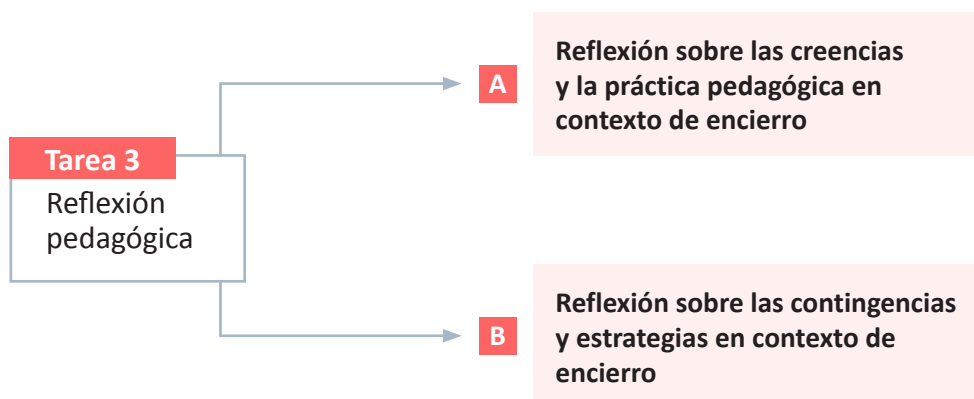 Tarea 3
Reflexión
pedagógica
A
Reflexión sobre las creencias
y la práctica pedagógica en
contexto de encierro
B
Reflexión sobre las contingencias
y estrategias en contexto de
encierro